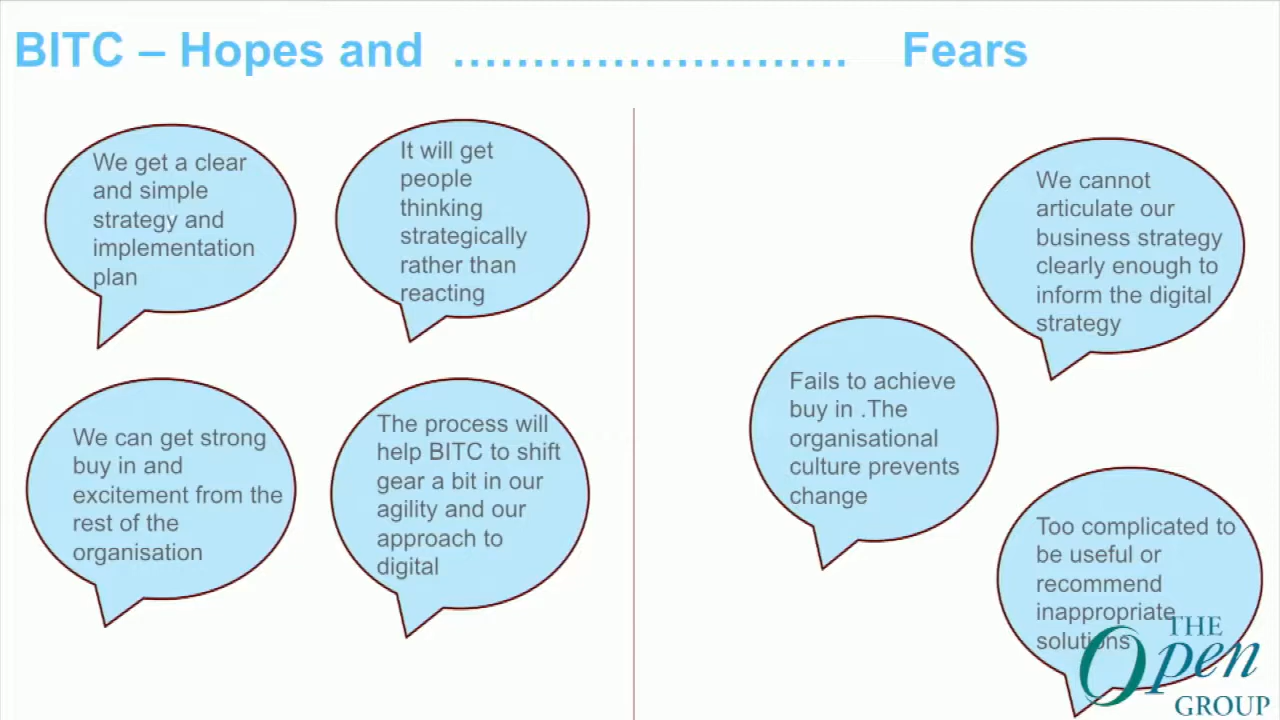 BITC – Hopes and ......................... Fears
We get a clear
and simple
strategy and
implementation
plan
It will get
people
thinking
strategically
rather than
reacting
We can get strong
buy in and
excitement from the
rest of the
organisation
The process will
help BITC to shift
gear a bit in our
agility and our
approach to
digital
We cannot
articulate our
business strategy
clearly enough to
inform the digital
strategy
Fails to achieve
buy in .The
organisational
culture prevents
change
Too complicated to
be useful or
recommend
inappropriate
solutions
THE
Open
GROUP